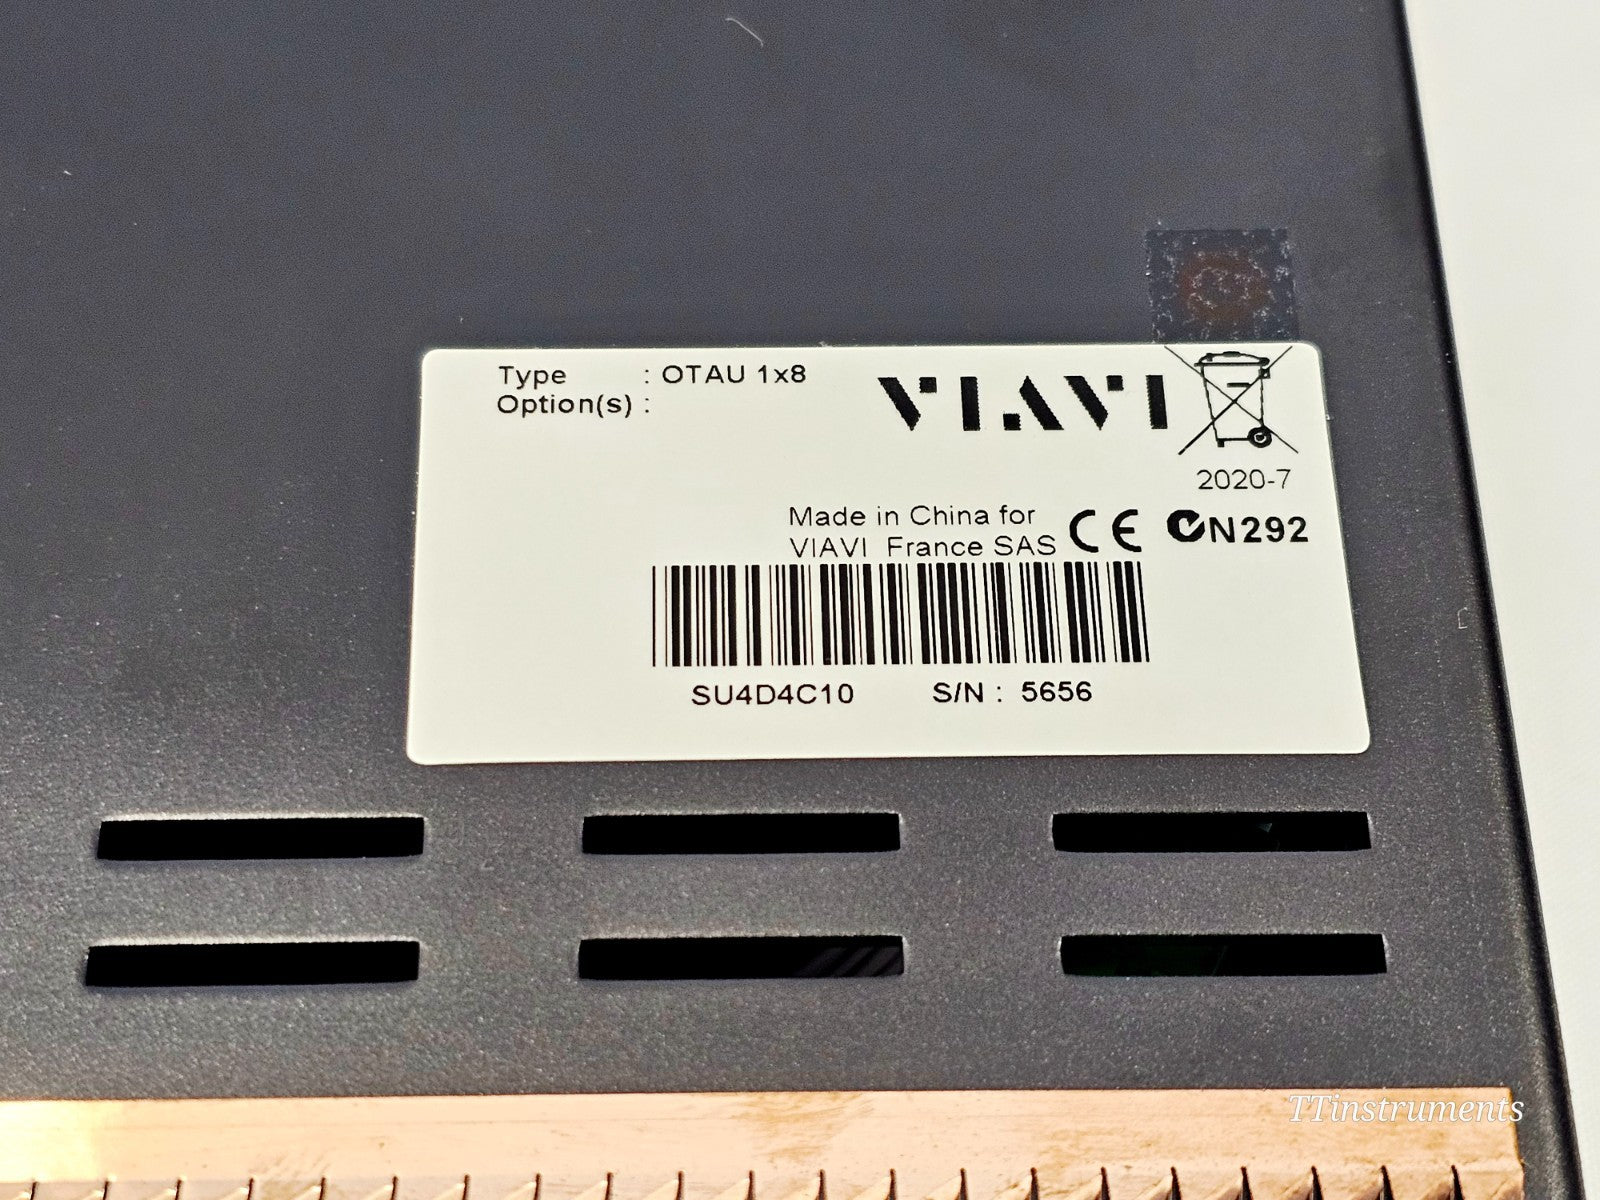 Type : OTAU 1x8
Option(s) :
VIAVI
2020-7
Made in China for
VIAVI France SAS
CE
N292
SU4D4C10 S/N : 5656
TTinstruments